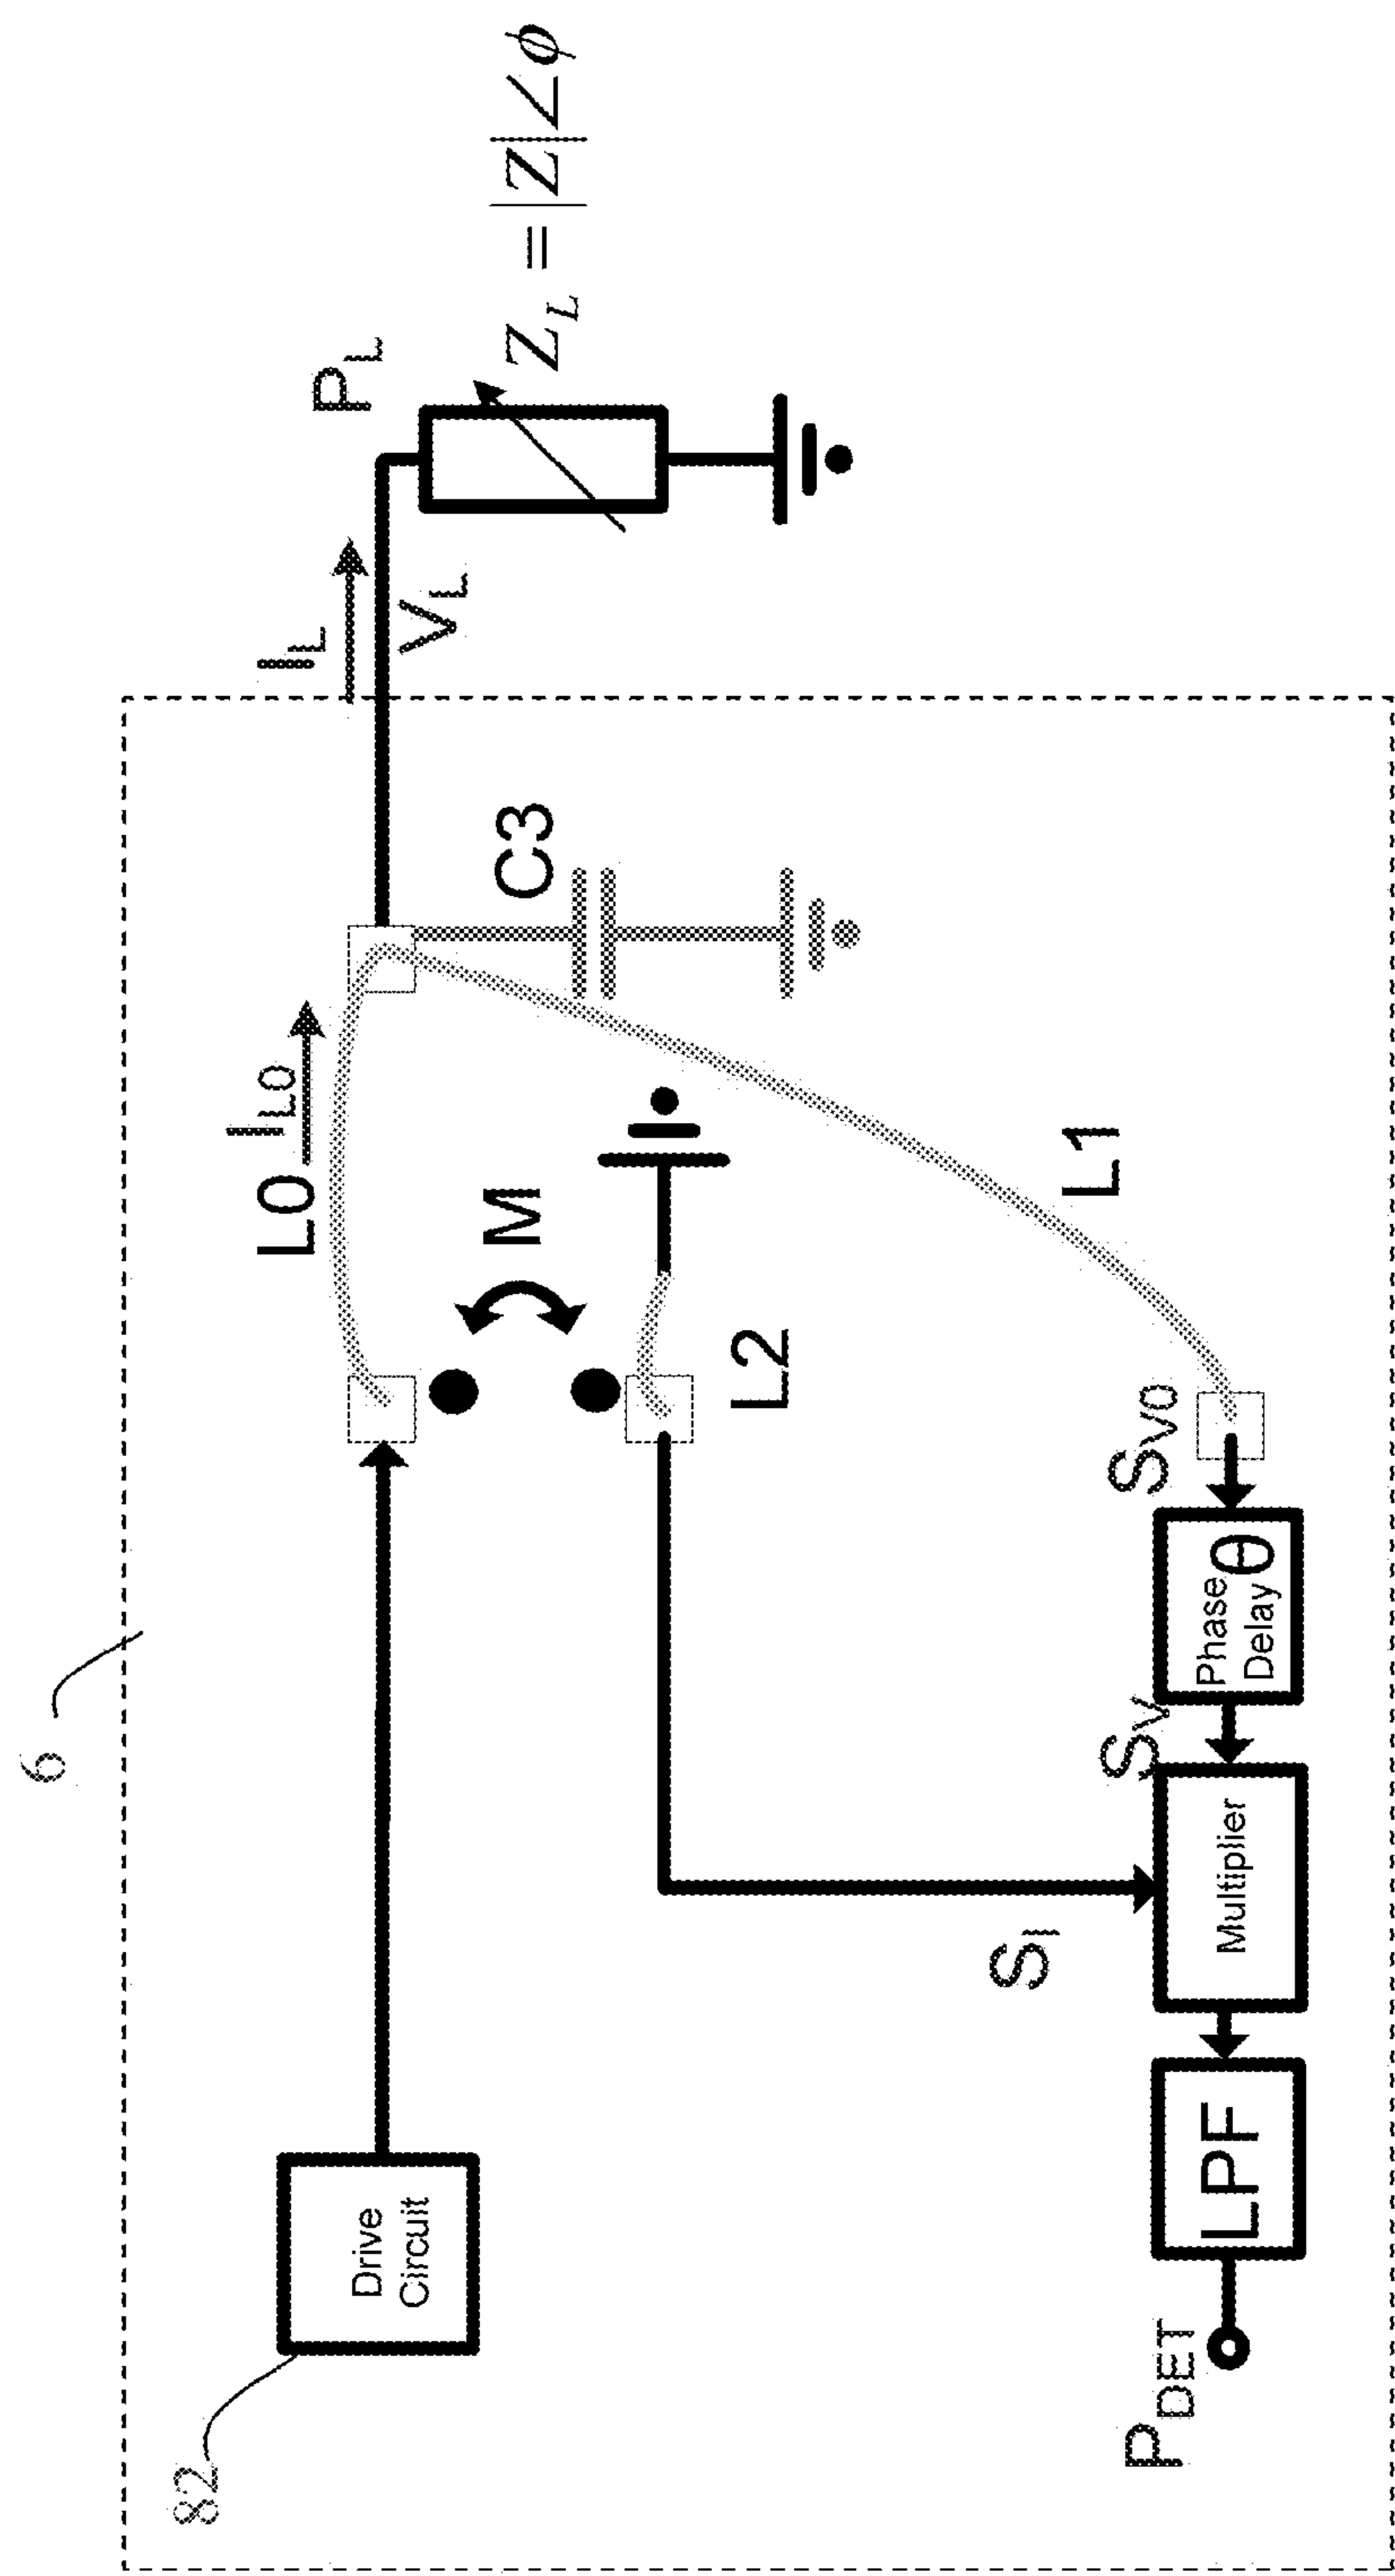 6
82
Drive
Circuit
L0
I_L0
I_L
V_L
P_L
Z_L = |Z|∠ϕ
M
C3
L2
L1
S_I
S_V0
Phase
Delay θ
S_V
Multiplier
LPF
P_DET